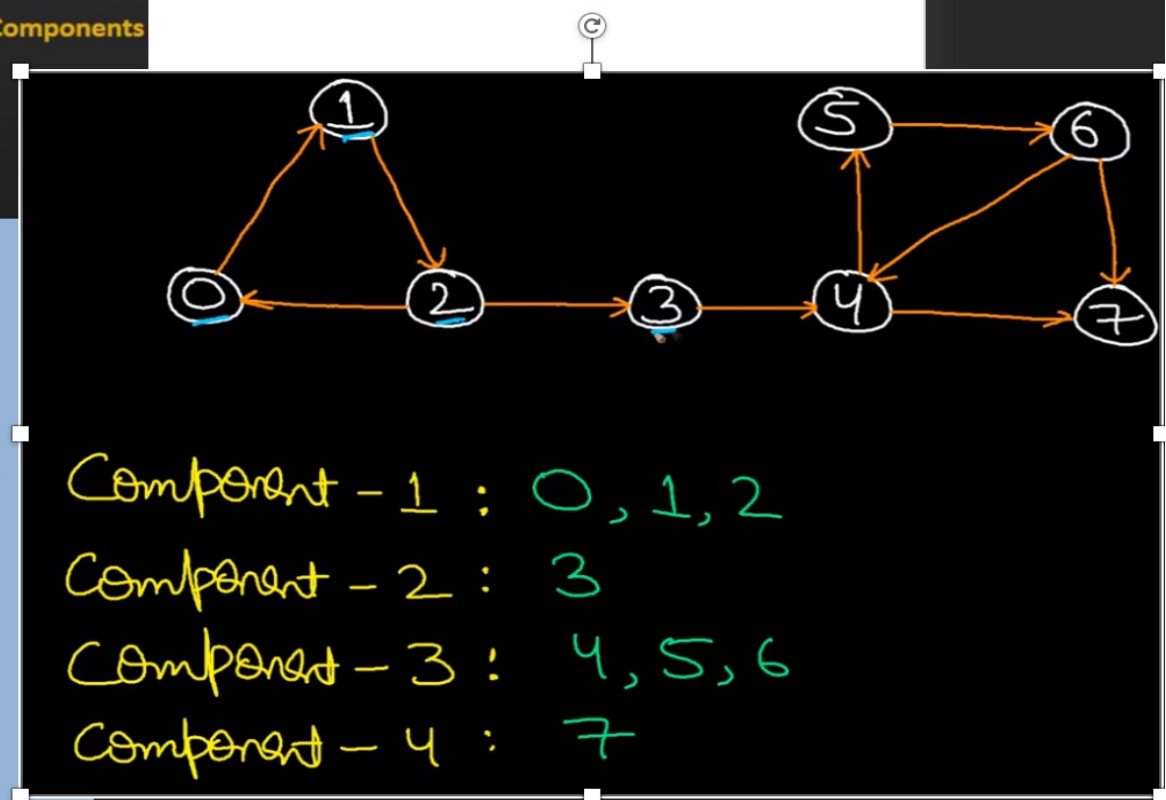 Components
1
5
6
0
2
3
4
7
Component - 1 : 0, 1, 2
Component - 2 : 3
Component - 3 : 4, 5, 6
Component - 4 : 7